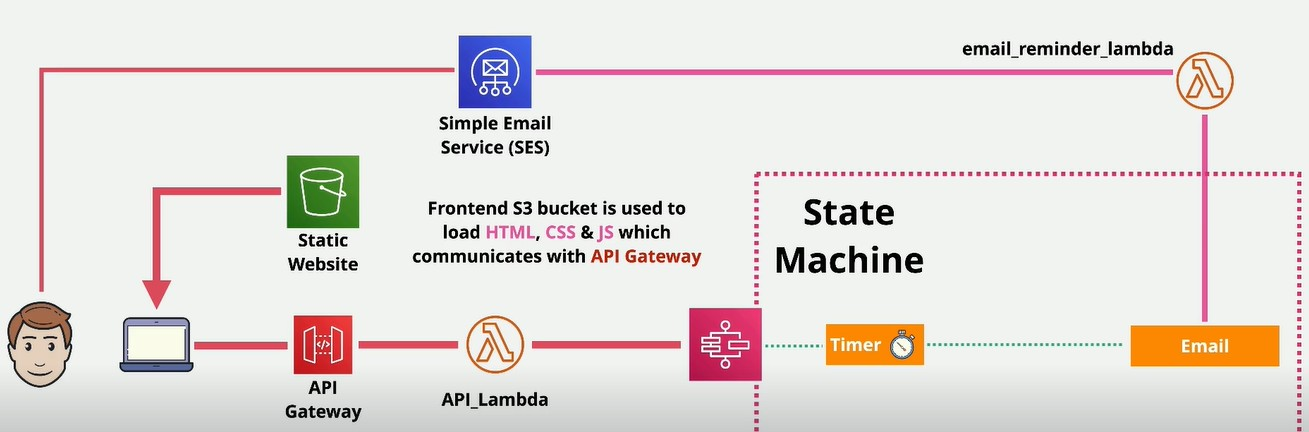 email_reminder_lambda
Simple Email
Service (SES)
Static
Website
Frontend S3 bucket is used to
load HTML, CSS & JS which
communicates with API Gateway
State
Machine
API
Gateway
API_Lambda
Timer
Email